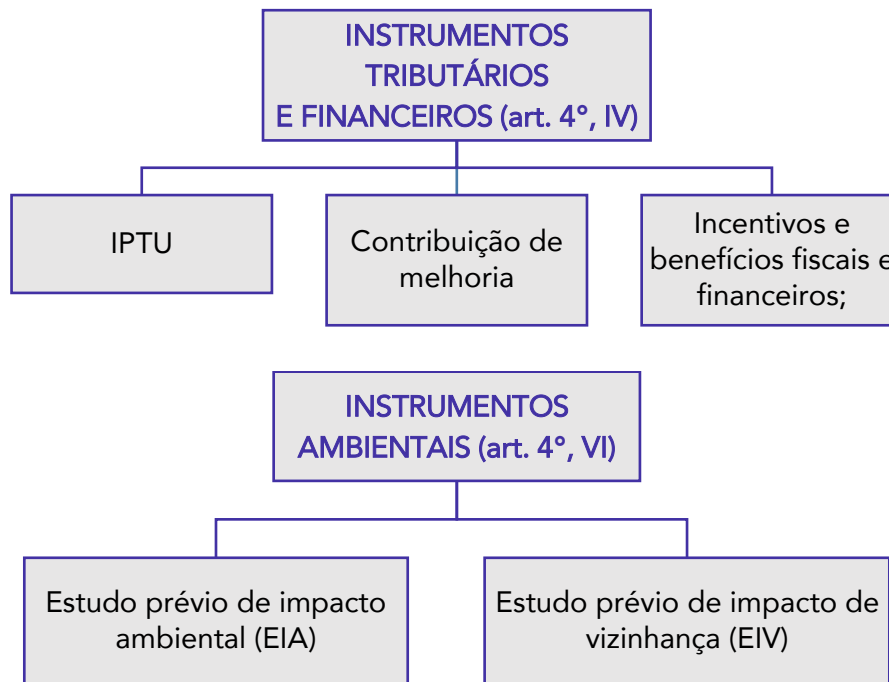 INSTRUMENTOS
TRIBUTÁRIOS
E FINANCEIROS (art. 4°, IV)
IPTU
Contribuição de
melhoria
Incentivos e
benefícios fiscais e
financeiros;
INSTRUMENTOS
AMBIENTAIS (art. 4°, VI)
Estudo prévio de impacto
ambiental (EIA)
Estudo prévio de impacto de
vizinhança (EIV)